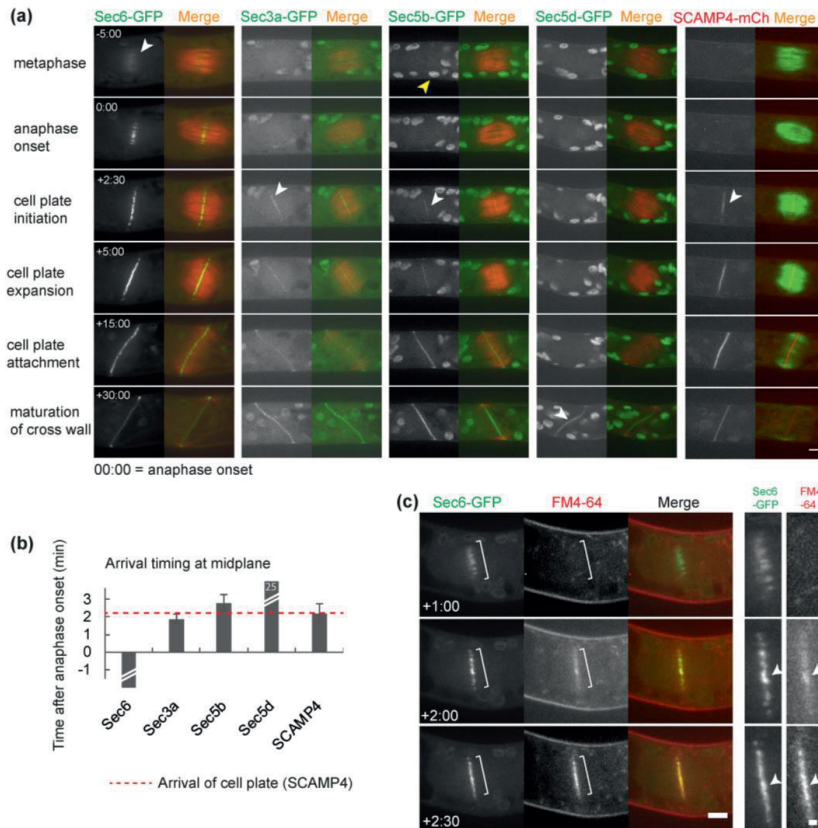 (a)
Sec6-GFP Merge Sec3a-GFP Merge Sec5b-GFP Merge Sec5d-GFP Merge SCAMP4-mCh Merge
-5:00
metaphase
0:00
anaphase
onset
+2:30
cell plate
initiation
+5:00
cell plate
expansion
+15:00
cell plate
attachment
+30:00
maturation
of cross wall
00:00 = anaphase onset
(b)
Arrival timing at midplane
Time after anaphase onset (min)
3
2
1
0
-1
25
Sec6
Sec3a
Sec5b
Sec5d
SCAMP4
Arrival of cell plate (SCAMP4)
(c)
Sec6-GFP FM4-64 Merge
Sec6
-GFP
FM4
-64
+1:00
+2:00
+2:30